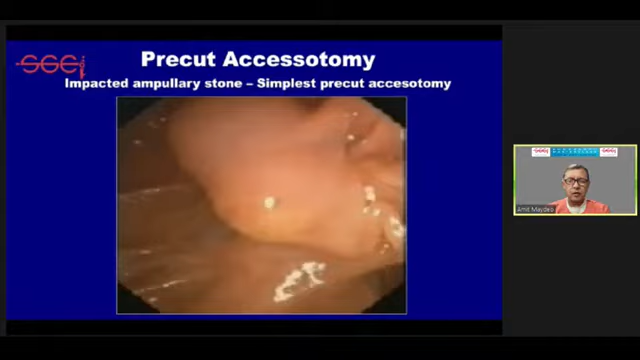 SGEi
Precut Accessotomy
Impacted ampullary stone – Simplest precut accesotomy
Amit Maydeo